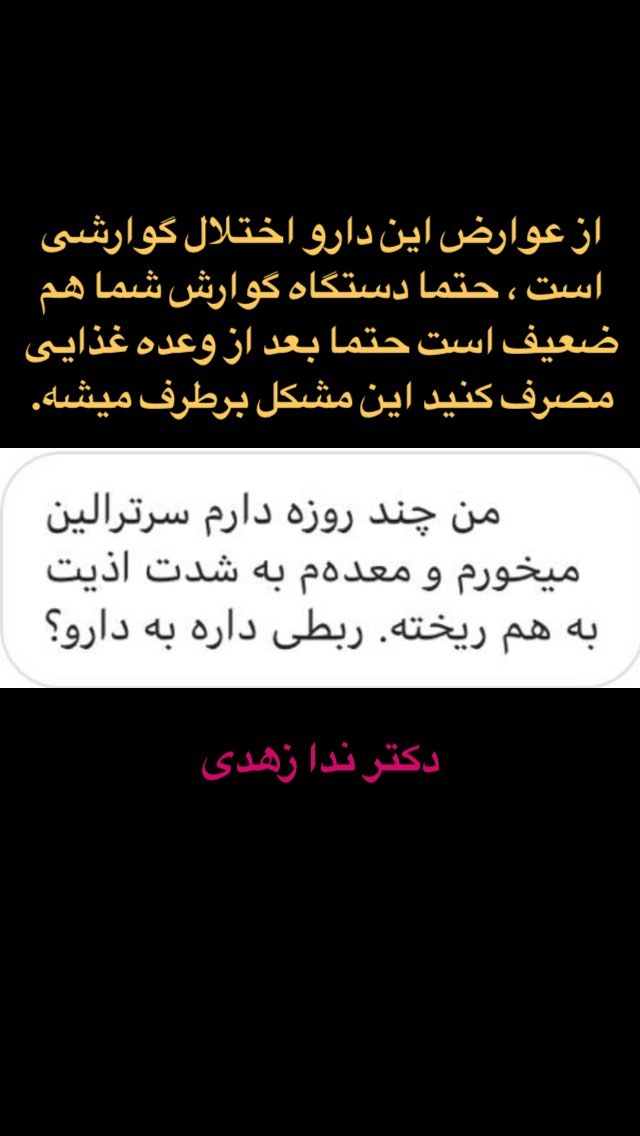 از عوارض این دارو اختلال گوارشی
است ، حتما دستگاه گوارش شما هم
ضعیف است حتما بعد از وعده غذایی
مصرف کنید این مشکل برطرف میشه.
من چند روزه دارم سرترالین
میخورم و معده‌م به شدت اذیت
به هم ریخته. ربطی داره به دارو؟
دکتر ندا زهدی